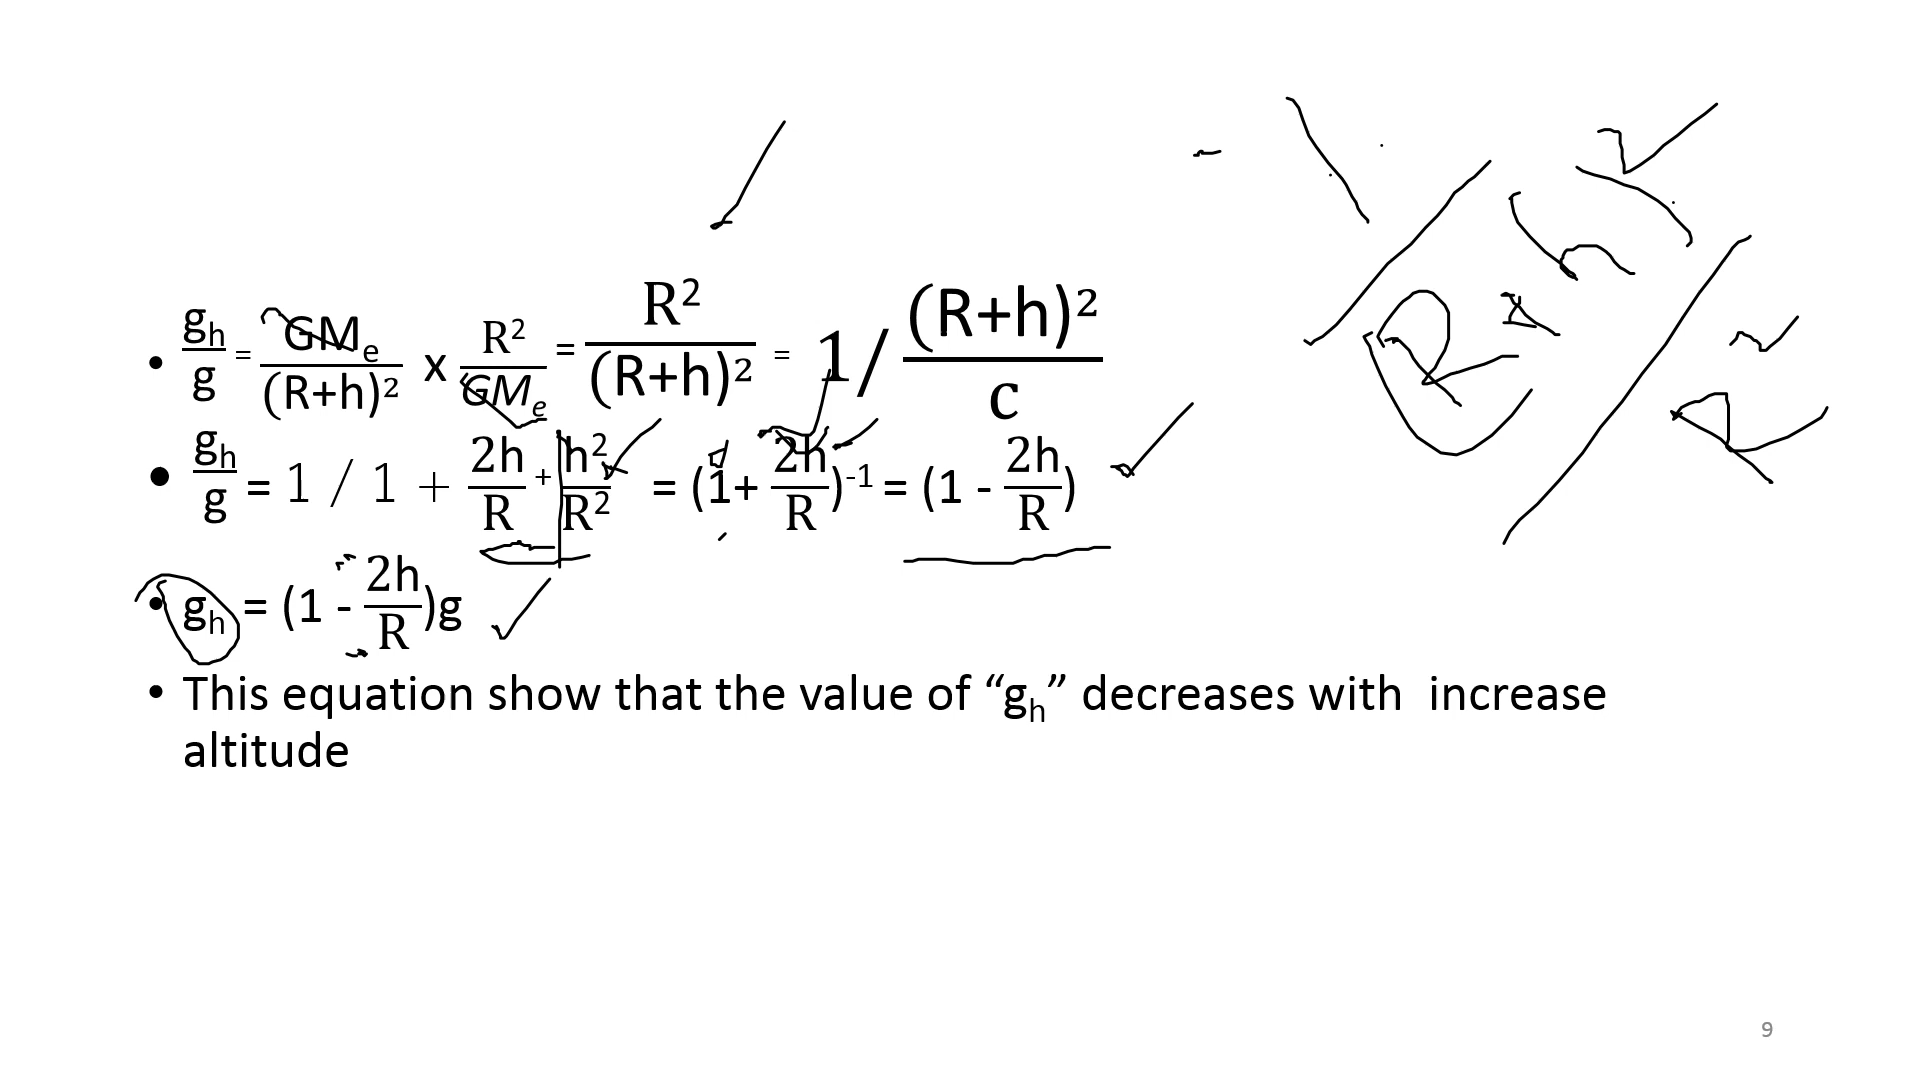 • gₕ/g = GMₑ/(R+h)² x R²/GMₑ = R²/(R+h)² = 1/ (R+h)²/c
• gₕ/g = 1 / 1 + 2h/R + h²/R² = (1+ 2h/R)⁻¹ = (1 - 2h/R)
• gₕ = (1 - 2h/R)g
• This equation show that the value of “gₕ” decreases with increase
altitude
9